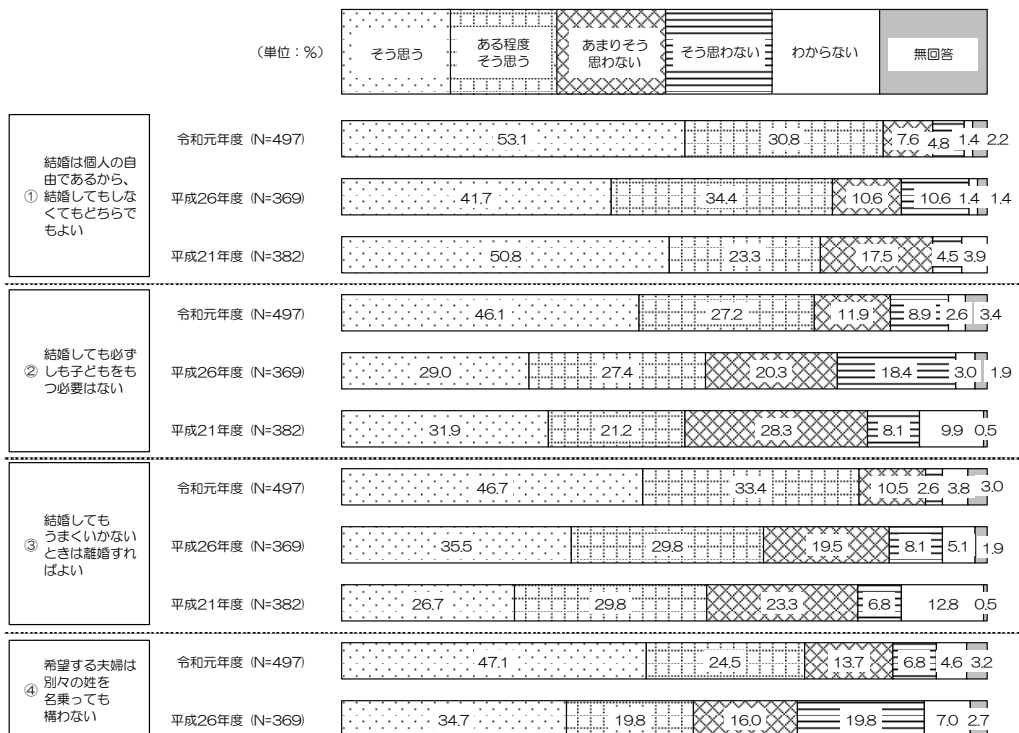 (単位：%)
そう思う
ある程度
そう思う
あまりそう
思わない
そう思わない
わからない
無回答
① 結婚は個人の自
由であるから、
結婚してもしな
くてもどちらで
もよい
令和元年度 (N=497) 53.1 30.8 7.6 4.8 1.4 2.2
平成26年度 (N=369) 41.7 34.4 10.6 10.6 1.4 1.4
平成21年度 (N=382) 50.8 23.3 17.5 4.5 3.9
② 結婚しても必ず
しも子どもをも
つ必要はない
令和元年度 (N=497) 46.1 27.2 11.9 8.9 2.6 3.4
平成26年度 (N=369) 29.0 27.4 20.3 18.4 3.0 1.9
平成21年度 (N=382) 31.9 21.2 28.3 8.1 9.9 0.5
③ 結婚しても
うまくいかない
ときは離婚すれ
ばよい
令和元年度 (N=497) 46.7 33.4 10.5 2.6 3.8 3.0
平成26年度 (N=369) 35.5 29.8 19.5 8.1 5.1 1.9
平成21年度 (N=382) 26.7 29.8 23.3 6.8 12.8 0.5
④ 希望する夫婦は
別々の姓を
名乗っても
構わない
令和元年度 (N=497) 47.1 24.5 13.7 6.8 4.6 3.2
平成26年度 (N=369) 34.7 19.8 16.0 19.8 7.0 2.7